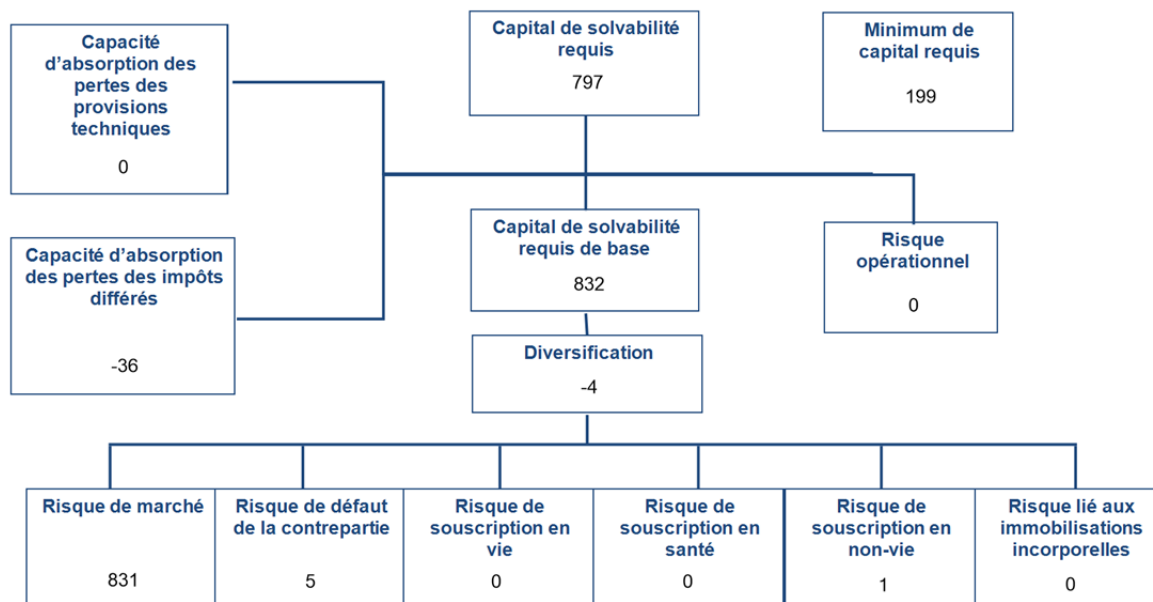 Capacité
d'absorption des
pertes des
provisions
techniques
0
Capital de solvabilité
requis
797
Minimum de
capital requis
199
Capacité d'absorption
des pertes des impôts
différés
-36
Capital de solvabilité
requis de base
832
Risque
opérationnel
0
Diversification
-4
Risque de marché
831
Risque de défaut
de la contrepartie
5
Risque de
souscription en
vie
0
Risque de
souscription en
santé
0
Risque de
souscription en
non-vie
1
Risque lié aux
immobilisations
incorporelles
0